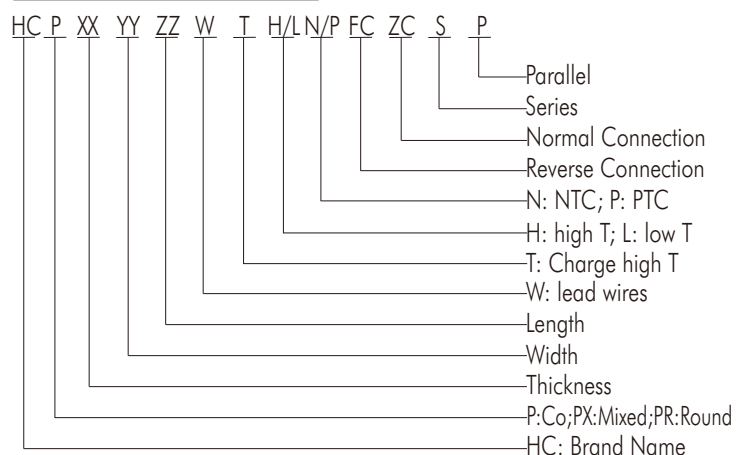 HC P XX YY ZZ W T H/L N/P FC ZC S P
Parallel
Series
Normal Connection
Reverse Connection
N: NTC; P: PTC
H: high T; L: low T
T: Charge high T
W: lead wires
Length
Width
Thickness
P:Co;PX:Mixed;PR:Round
HC: Brand Name